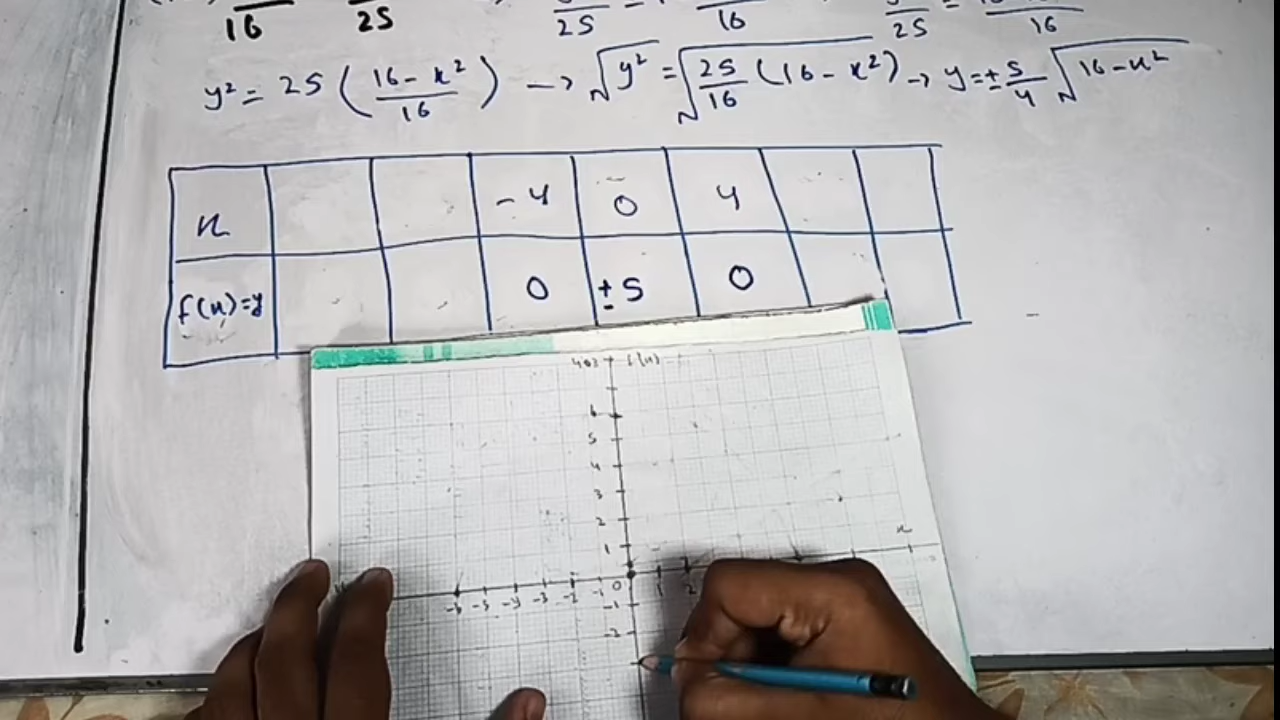 16 25 25 16 25 16
y² = 25 (16 - x²/16) → √y² = √25/16 (16 - x²) → y = ± 5/4 √16 - x²
x -4 0 4
f(x)=y 0 ±5 0
f(x)
6
5
4
3
2
1
x
-6 -5 -4 -3 -2 -1 0 1 2
-1
-2